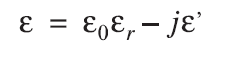 ε = ε₀εᵣ – jε’